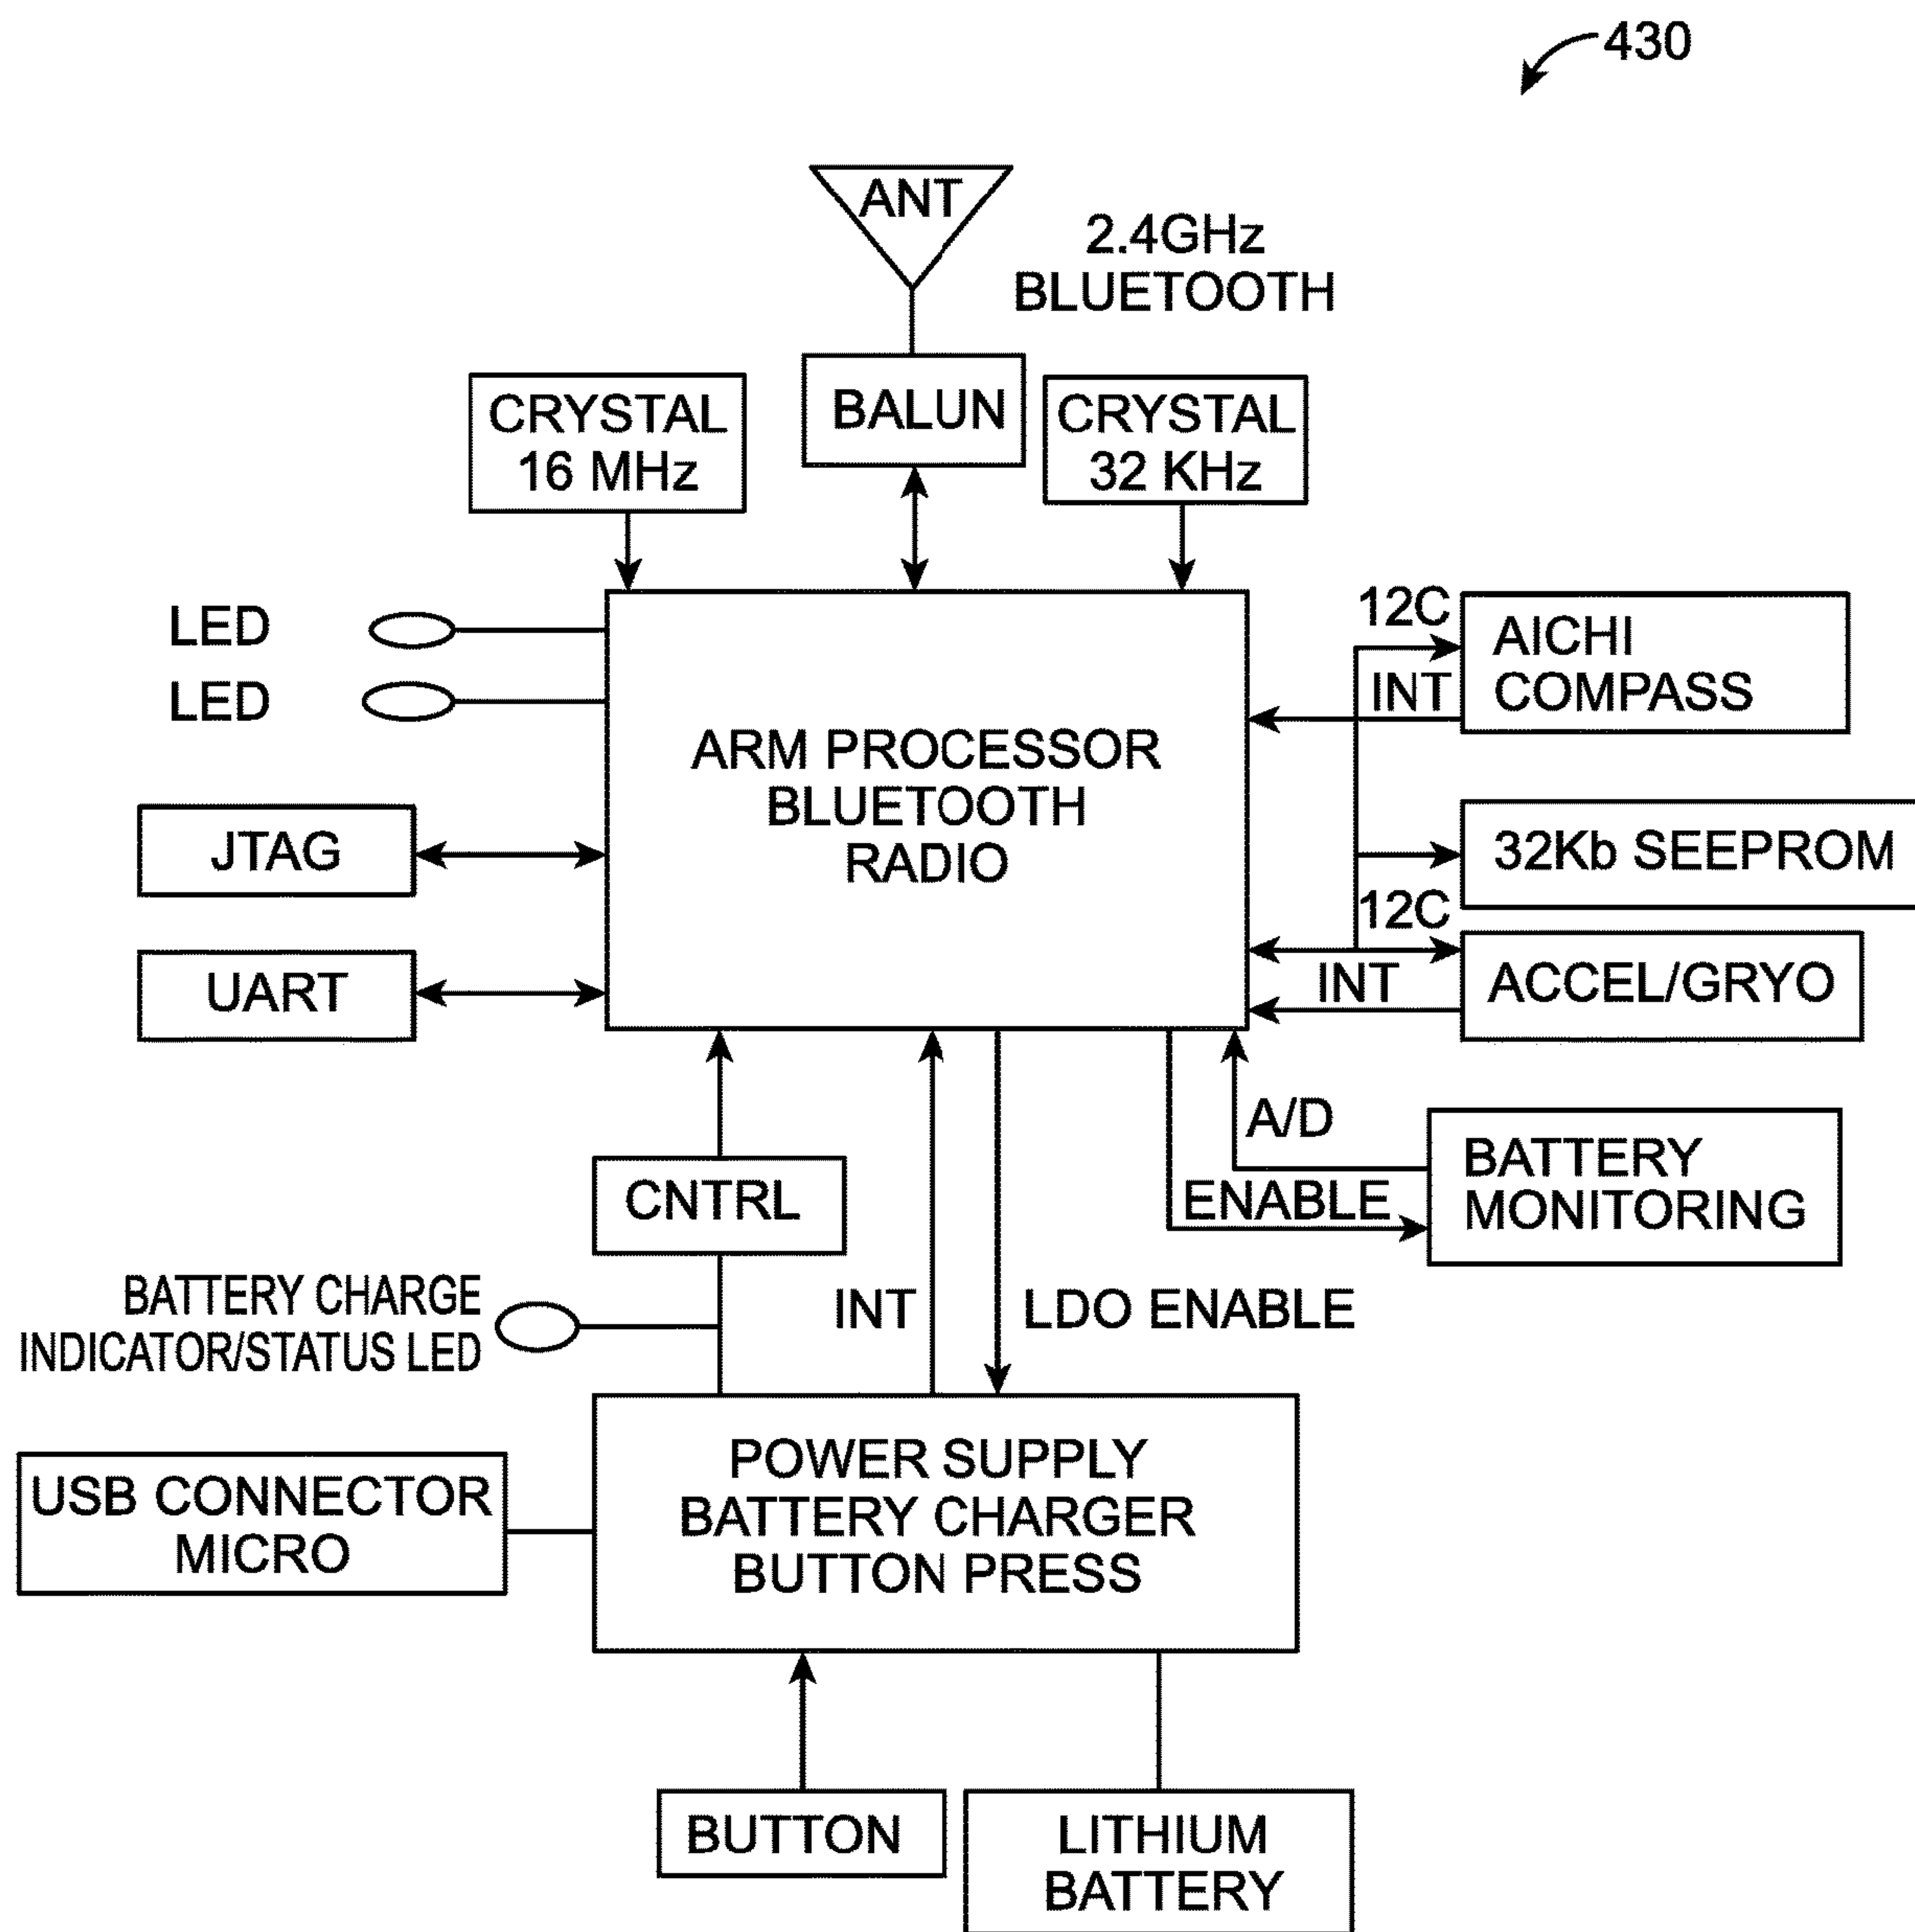 430
ANT
2.4GHz
BLUETOOTH
CRYSTAL
16 MHz
BALUN
CRYSTAL
32 KHz
LED
LED
ARM PROCESSOR
BLUETOOTH
RADIO
JTAG
UART
12C
INT
AICHI
COMPASS
32Kb SEEPROM
12C
INT
ACCEL/GRYO
A/D
ENABLE
BATTERY
MONITORING
CNTRL
BATTERY CHARGE
INDICATOR/STATUS LED
INT
LDO ENABLE
USB CONNECTOR
MICRO
POWER SUPPLY
BATTERY CHARGER
BUTTON PRESS
BUTTON
LITHIUM
BATTERY